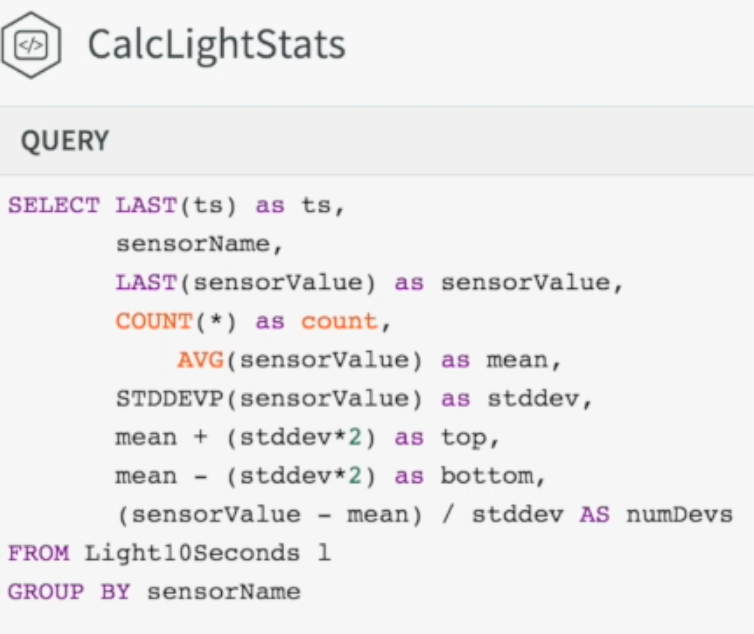 </>
CalcLightStats
QUERY
SELECT LAST(ts) as ts,
sensorName,
LAST(sensorValue) as sensorValue,
COUNT(*) as count,
AVG(sensorValue) as mean,
STDDEVP(sensorValue) as stddev,
mean + (stddev*2) as top,
mean - (stddev*2) as bottom,
(sensorValue - mean) / stddev AS numDevs
FROM Light10Seconds l
GROUP BY sensorName